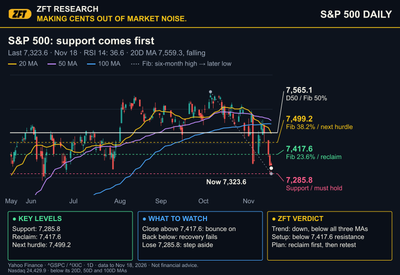 ZFT
ZFT RESEARCH
MAKING CENTS OUT OF MARKET NOISE.
S&P 500 DAILY
S&P 500: support comes first
Last 7,323.6 · Nov 18 · RSI 14: 36.6 · 20D MA 7,559.3, falling
20 MA
50 MA
100 MA
Fib: six-month high → later low
7,565.1
D50 / Fib 50%
7,499.2
Fib 38.2% / next hurdle
7,417.6
Fib 23.6% / reclaim
7,285.8
Support / must hold
Now 7,323.6
May Jun Jul Aug Sep Oct Nov
KEY LEVELS
Support: 7,285.8
Reclaim: 7,417.6
Next hurdle: 7,499.2
WHAT TO WATCH
Close above 7,417.6: bounce on
Back below: recovery fails
Lose 7,285.8: step aside
ZFT VERDICT
Trend: down, below all three MAs
Setup: below 7,417.6 resistance
Plan: reclaim first, then retest
Yahoo Finance · ^GSPC / ^IXIC · 1D · data to Nov 18, 2026 · Not financial advice.
Nasdaq 24,429.9 · below its 20D, 50D and 100D MAs